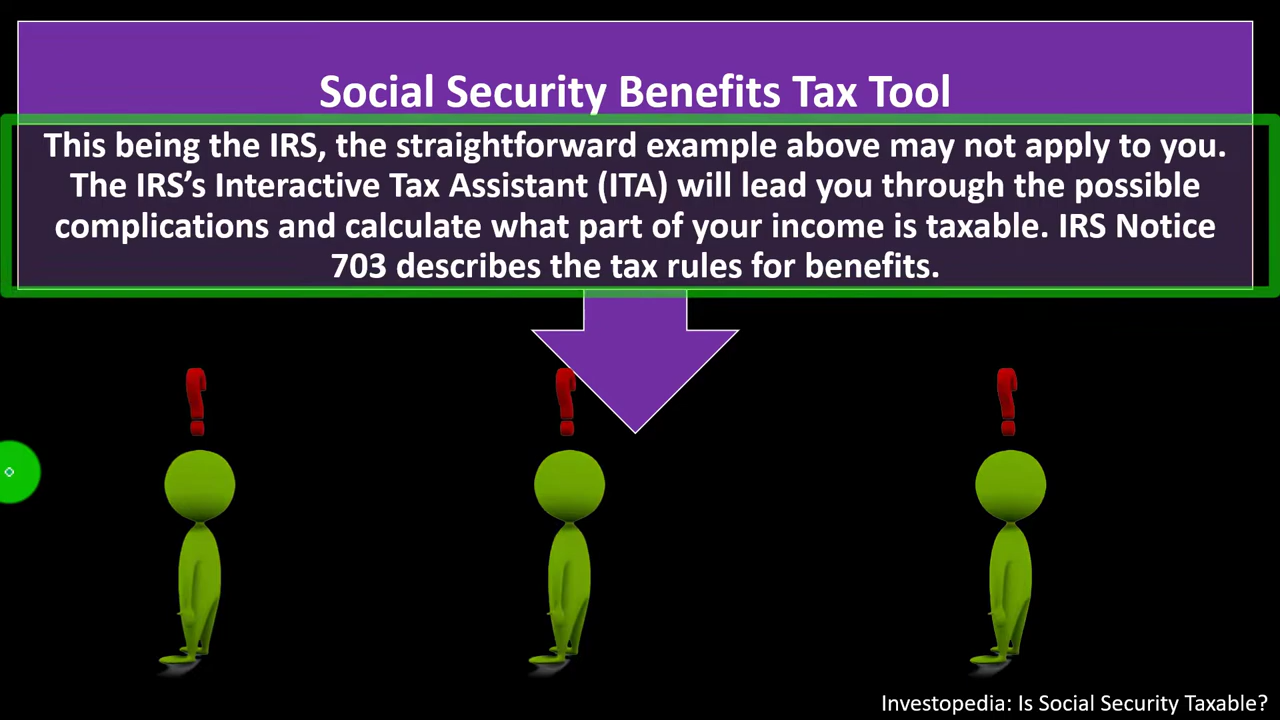 Social Security Benefits Tax Tool
This being the IRS, the straightforward example above may not apply to you.
The IRS’s Interactive Tax Assistant (ITA) will lead you through the possible
complications and calculate what part of your income is taxable. IRS Notice
703 describes the tax rules for benefits.
Investopedia: Is Social Security Taxable?